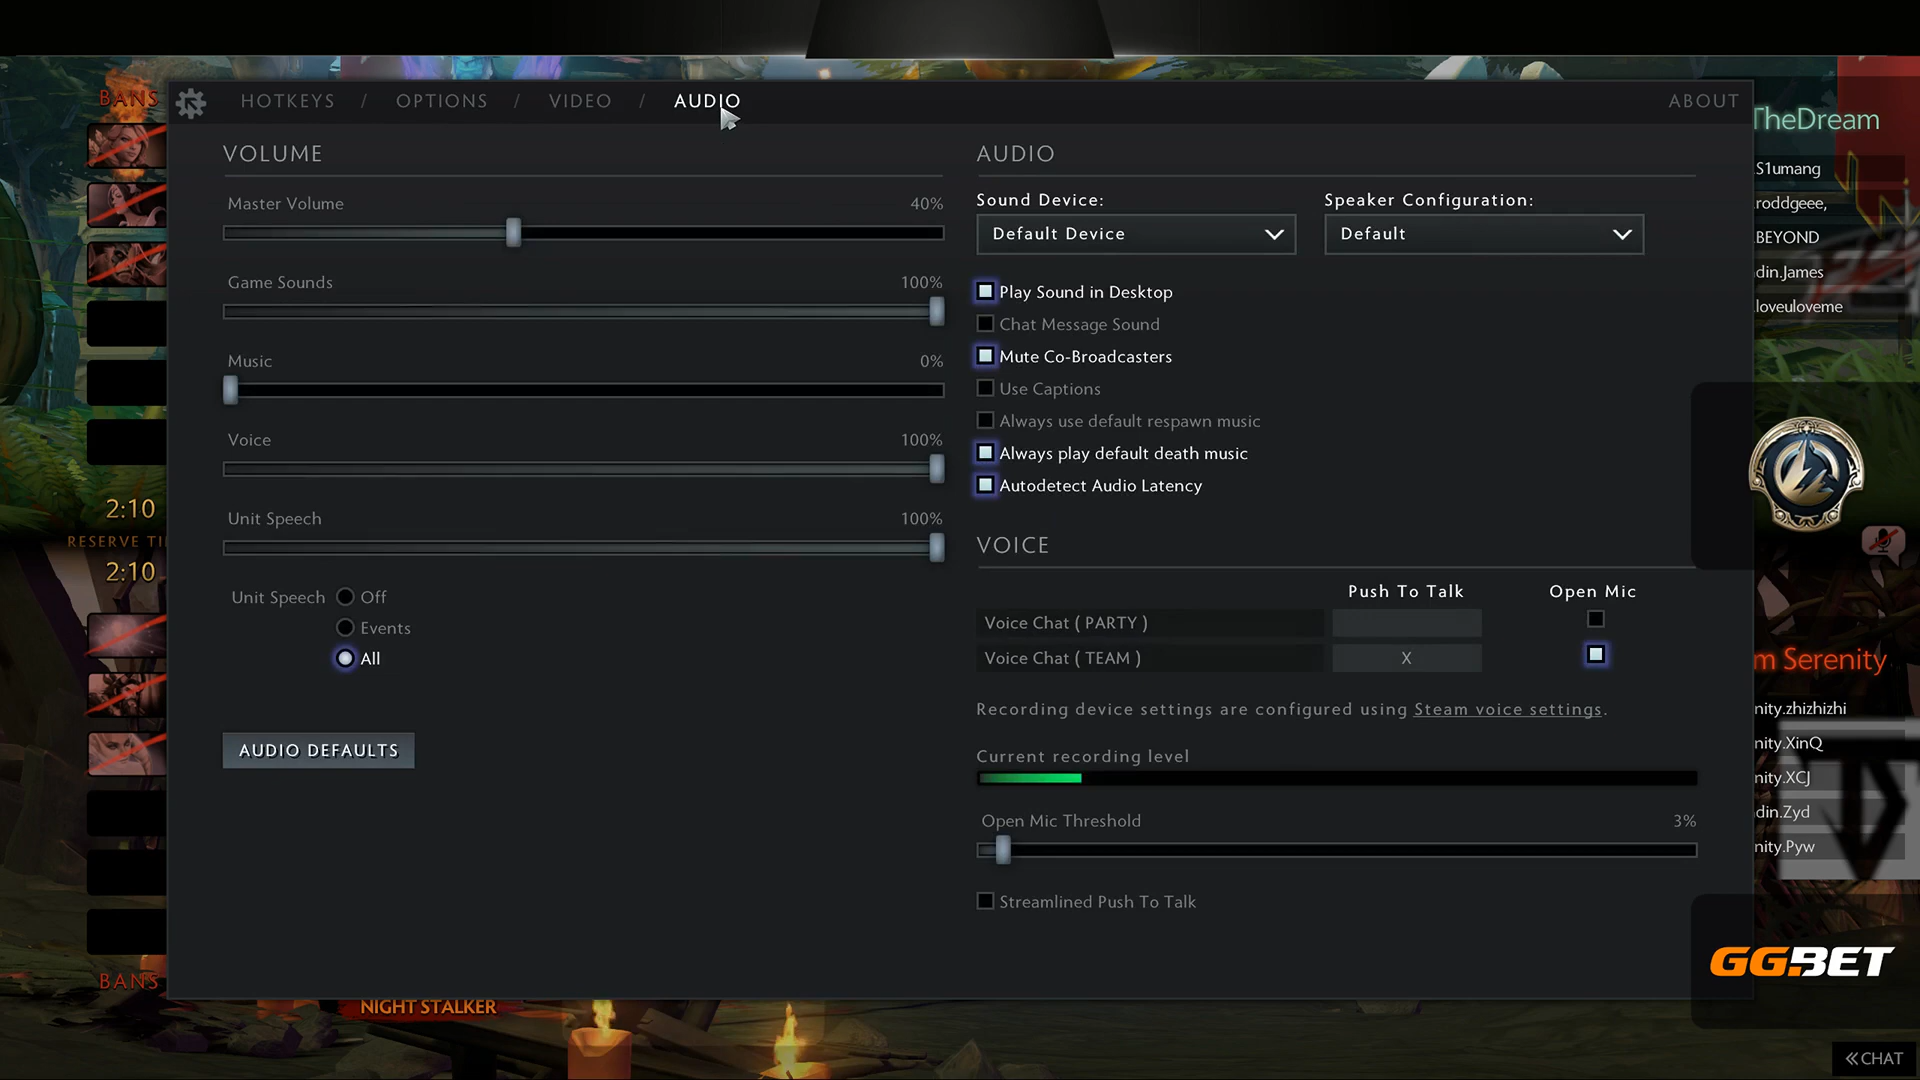 BANS
HOTKEYS / OPTIONS / VIDEO / AUDIO
ABOUT
VOLUME
Master Volume 40%
Game Sounds 100%
Music 0%
Voice 100%
Unit Speech 100%
Unit Speech Off
Events
All
AUDIO DEFAULTS
AUDIO
Sound Device:
Speaker Configuration:
Default Device
Default
Play Sound in Desktop
Chat Message Sound
Mute Co-Broadcasters
Use Captions
Always use default respawn music
Always play default death music
Autodetect Audio Latency
VOICE
Push To Talk Open Mic
Voice Chat ( PARTY )
Voice Chat ( TEAM ) X
Recording device settings are configured using Steam voice settings.
Current recording level
Open Mic Threshold 3%
Streamlined Push To Talk
2:10
RESERVE TI
2:10
BANS
NIGHT STALKER
TheDream
.S1umang
.roddgeee,
.BEYOND
din.James
.loveuloveme
m Serenity
nity.zhizhizhi
nity.XinQ
nity.XCJ
din.Zyd
nity.Pyw
GG.BET
CHAT